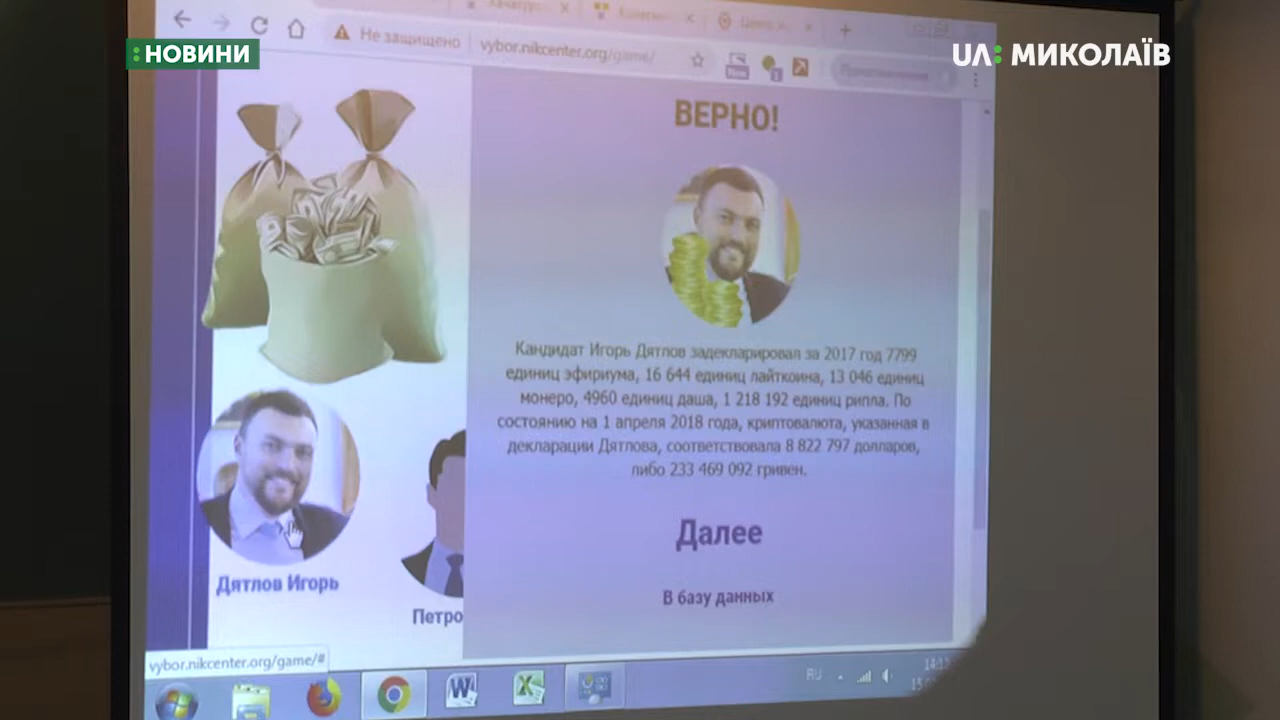 Не защищено
vybor.nikcenter.org/game/
New
1
:НОВИНИ
UA: МИКОЛАЇВ
ВЕРНО!
Кандидат Игорь Дятлов задекларировал за 2017 год 7799
единиц эфириума, 16 644 единиц лайткоина, 13 046 единиц
монеро, 4960 единиц даша, 1 218 192 единиц рипла. По
состоянию на 1 апреля 2018 года, криптовалюта, указанная в
декларации Дятлова, соответствовала 8 822 797 долларов,
либо 233 469 092 гривен.
Далее
В базу данных
Дятлов Игорь
Петро
vybor.nikcenter.org/game/#
RU